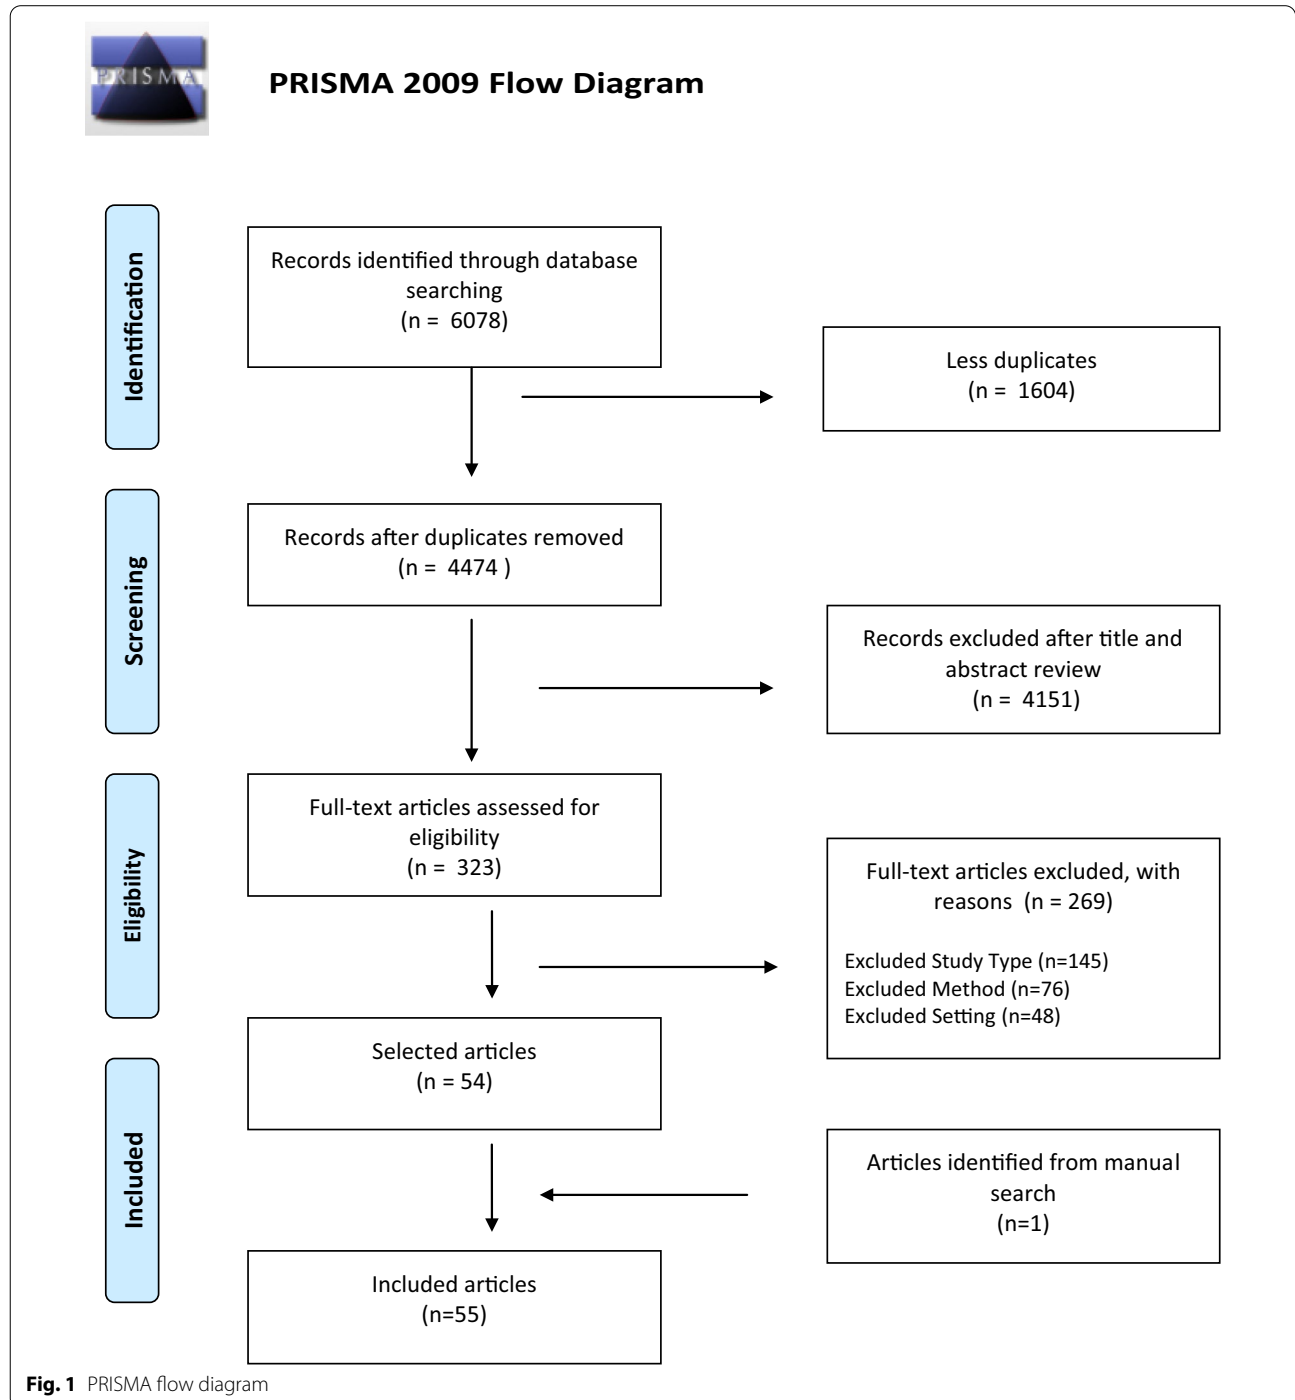 PRISMA
PRISMA 2009 Flow Diagram
Identification
Records identified through database
searching
(n = 6078)
Less duplicates
(n = 1604)
Screening
Records after duplicates removed
(n = 4474 )
Records excluded after title and
abstract review
(n = 4151)
Eligibility
Full-text articles assessed for
eligibility
(n = 323)
Full-text articles excluded, with
reasons (n = 269)
Excluded Study Type (n=145)
Excluded Method (n=76)
Excluded Setting (n=48)
Included
Selected articles
(n = 54)
Articles identified from manual
search
(n=1)
Included articles
(n=55)
Fig. 1 PRISMA flow diagram